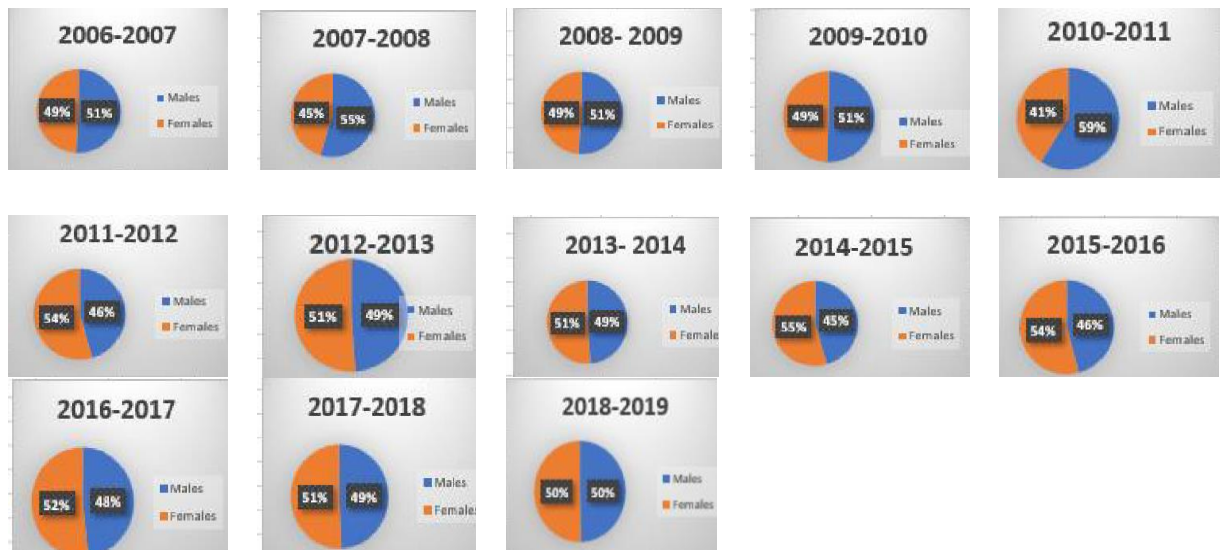 2006-2007
49% 51%
Males
Females
2007-2008
45% 55%
Males
Females
2008- 2009
49% 51%
Males
Females
2009-2010
49% 51%
Males
Females
2010-2011
41% 59%
Males
Females
2011-2012
54% 46%
Males
Females
2012-2013
51% 49%
Males
Females
2013- 2014
51% 49%
Males
Female
2014-2015
55% 45%
Males
Females
2015-2016
54% 46%
Males
Females
2016-2017
52% 48%
Males
Females
2017-2018
51% 49%
Males
Females
2018-2019
50% 50%
Males
Females